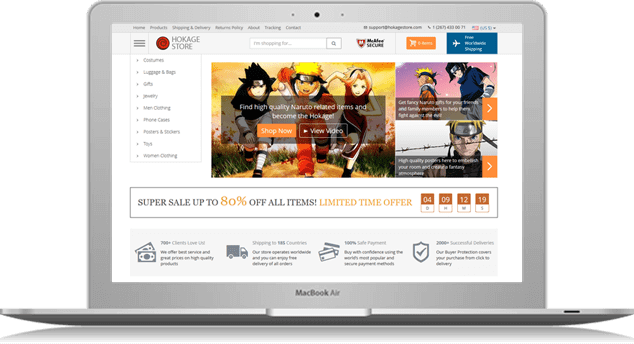 Home Products Shipping & Delivery Returns Policy About Tracking Contact support@hokagestore.com (US $)
HOKAGE STORE
I'm shopping for...
McAfee SECURE
0 items
Free Worldwide Shipping
Costumes
Luggage & Bags
Gifts
Jewelry
Men Clothing
Phone Cases
Posters & Stickers
Toys
Women Clothing
Find high quality Naruto related items and
become the Hokage!
Shop Now
View Video
Get fancy Naruto gifts for your friends
and family members to help them
fight against the evil!
High quality posters here to embellish
your room and create a fantasy
atmosphere
SUPER SALE UP TO 80% OFF ALL ITEMS! LIMITED TIME OFFER
04 09 12 19
D H M S
700+ Clients Love Us!
We offer best service and
great prices on high quality
products
Shipping to 185 Countries
Our store operates worldwide
and you can enjoy free
delivery of all orders
100% Safe Payment
Buy with confidence using the
world's most popular and
secure payment methods
2000+ Successful Deliveries
Our Buyer Protection covers
your purchase from click to
delivery
MacBook Air